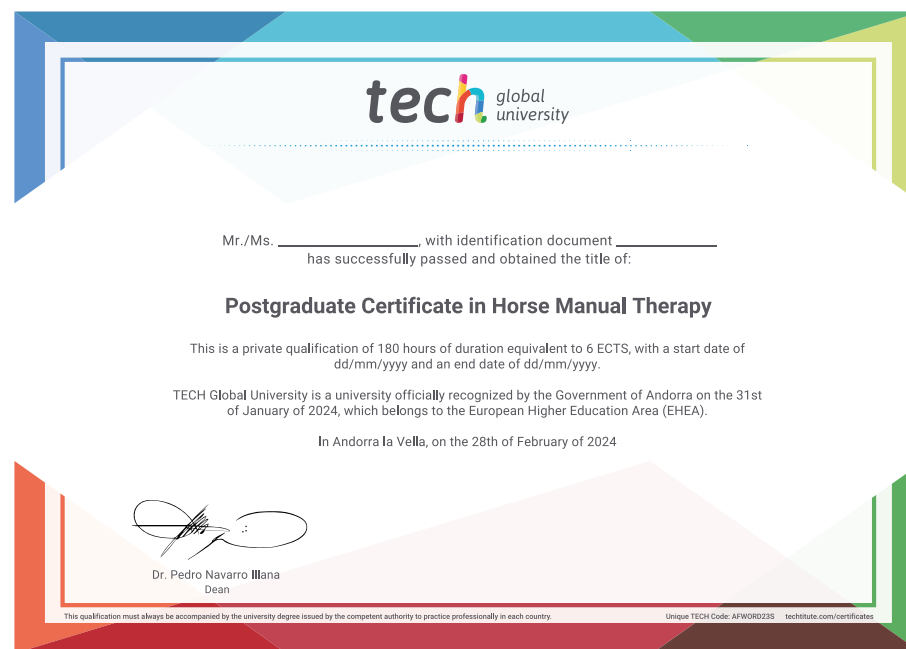 tech global university
Mr./Ms. ________________, with identification document ____________
has successfully passed and obtained the title of:
Postgraduate Certificate in Horse Manual Therapy
This is a private qualification of 180 hours of duration equivalent to 6 ECTS, with a start date of
dd/mm/yyyy and an end date of dd/mm/yyyy.
TECH Global University is a university officially recognized by the Government of Andorra on the 31st
of January of 2024, which belongs to the European Higher Education Area (EHEA).
In Andorra la Vella, on the 28th of February of 2024
Dr. Pedro Navarro Illana
Dean
This qualification must always be accompanied by the university degree issued by the competent authority to practice professionally in each country. Unique TECH Code: AFWORD23S techtitute.com/certificates